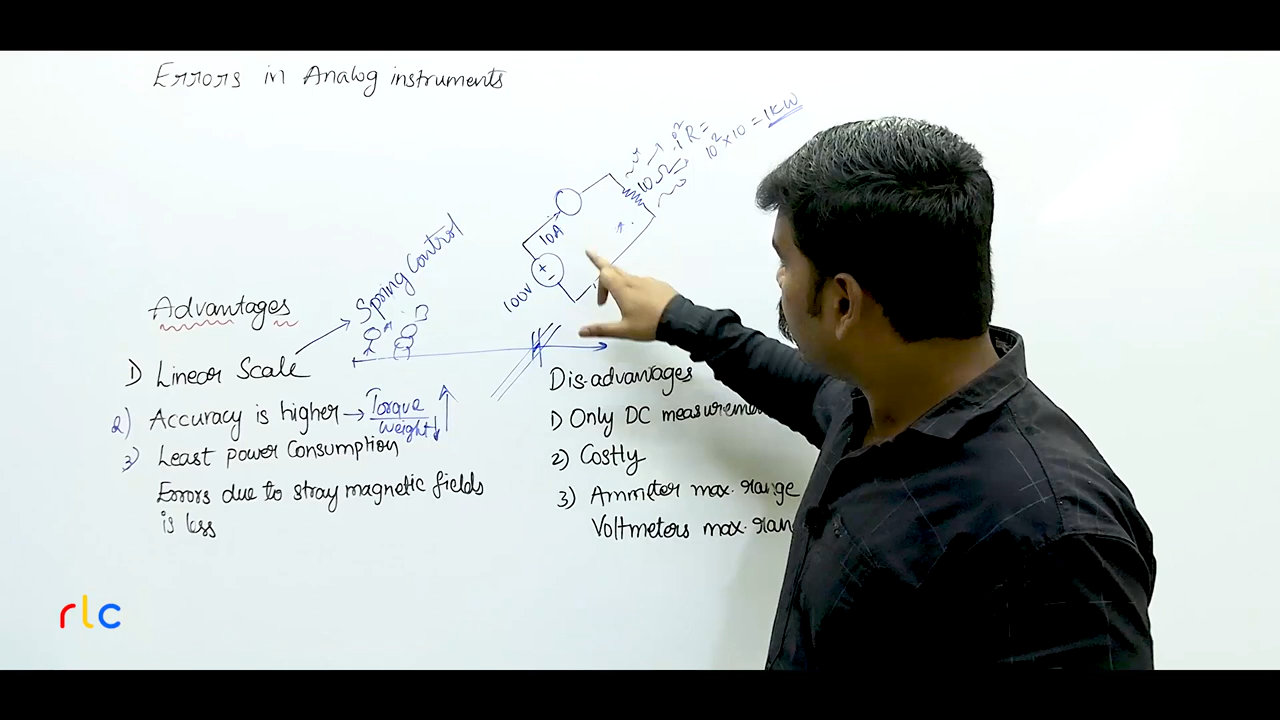 Errors in Analog instruments
i²R =
10² × 10 = 1KW
10Ω
10A
100V
+
-
Spring Control
A
B
Advantages
1) Linear Scale
2) Accuracy is higher → Torque
Weight
3) Least power Consumption
Errors due to stray magnetic fields
is less
Dis-advantages
1) Only DC measureme
2) Costly
3) Ammeter max. range
Voltmeters max. ran
rlc